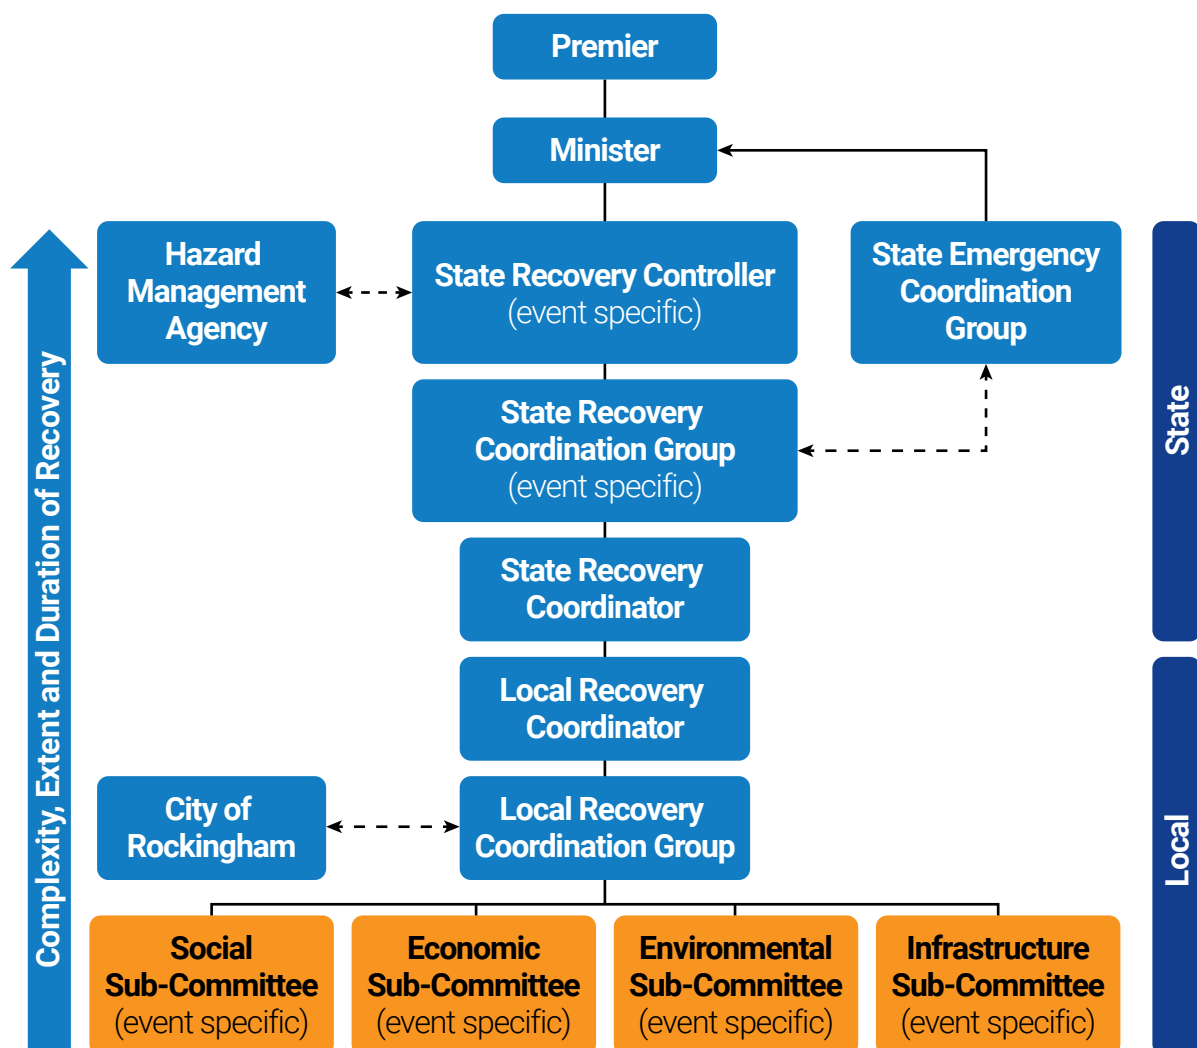 Premier
Minister
Hazard
Management
Agency
State Recovery Controller
(event specific)
State Emergency
Coordination
Group
State Recovery
Coordination Group
(event specific)
State Recovery
Coordinator
Local Recovery
Coordinator
City of
Rockingham
Local Recovery
Coordination Group
Social
Sub-Committee
(event specific)
Economic
Sub-Committee
(event specific)
Environmental
Sub-Committee
(event specific)
Infrastructure
Sub-Committee
(event specific)
Complexity, Extent and Duration of Recovery
State
Local